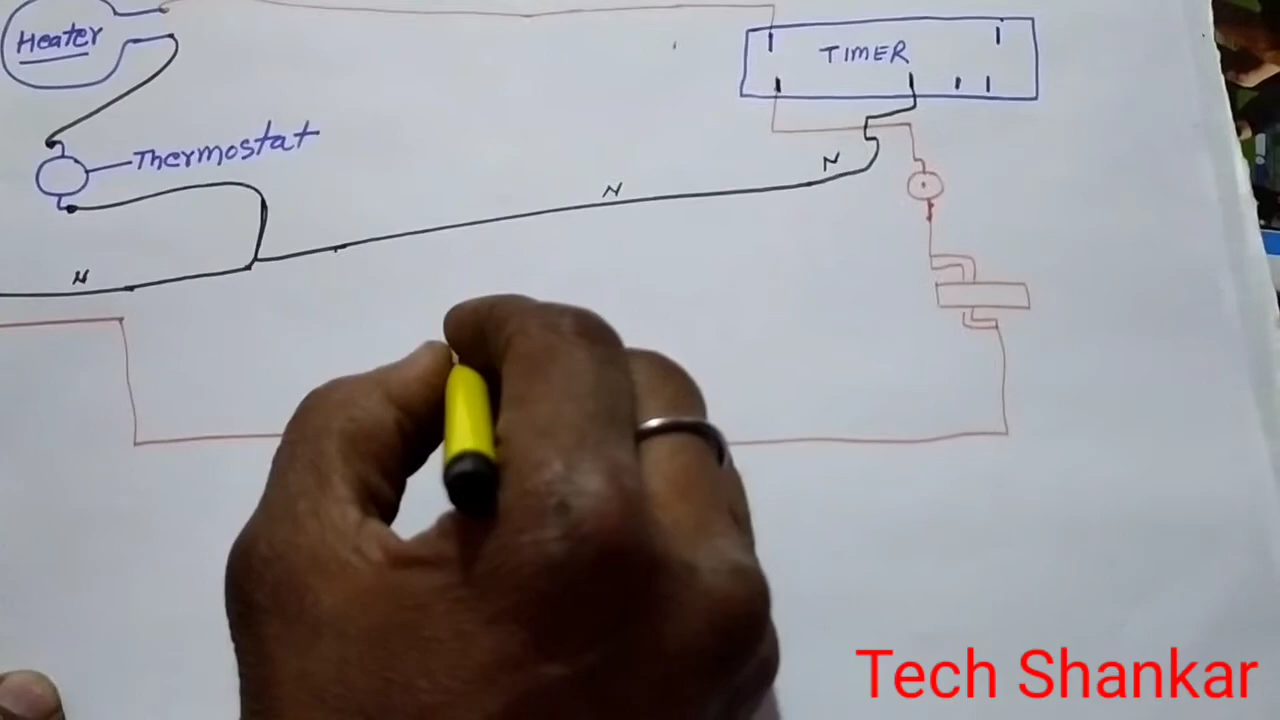 Heater
TIMER
Thermostat
N
N
N
Tech Shankar